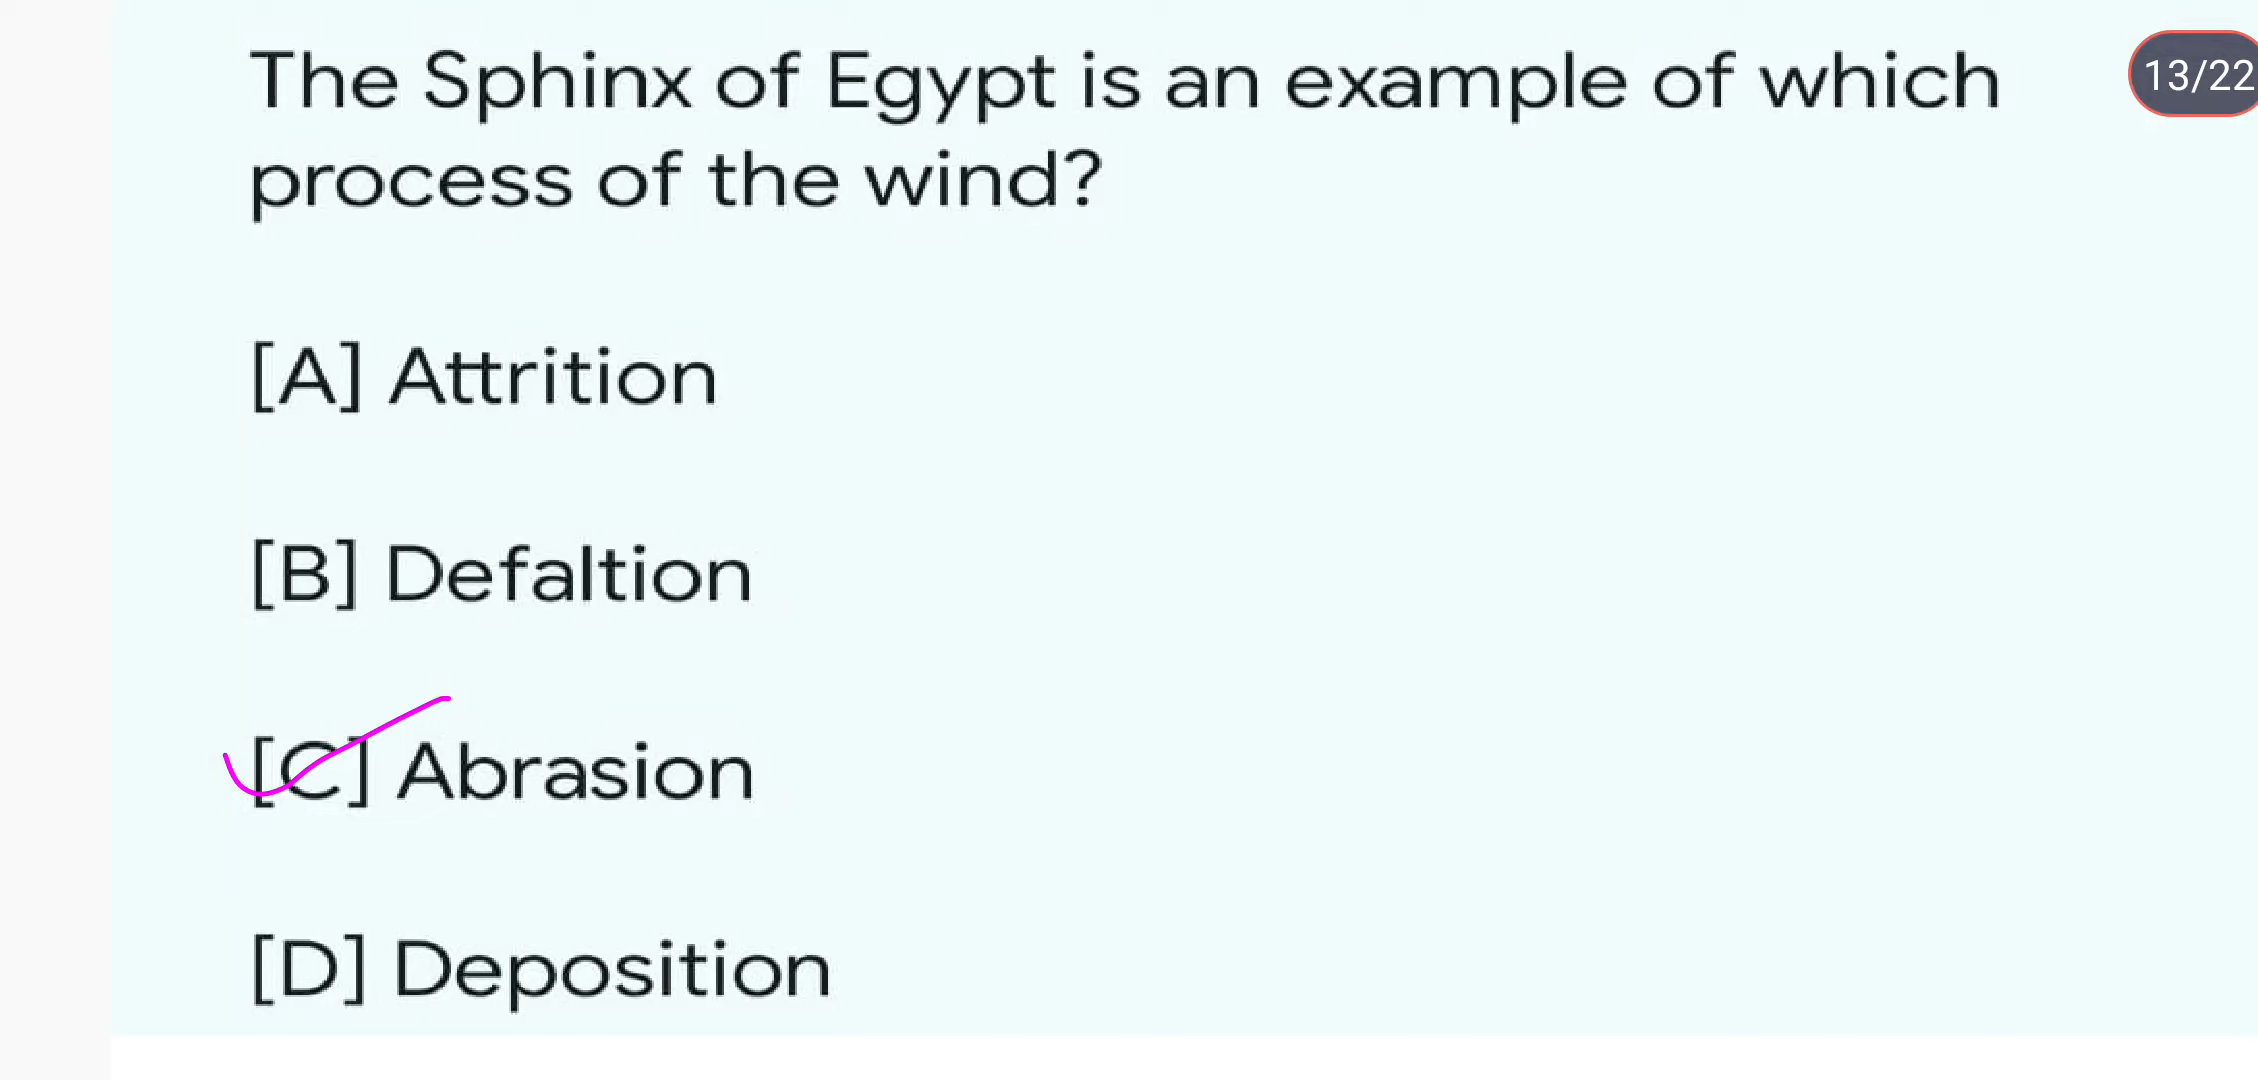 The Sphinx of Egypt is an example of which
13/22
process of the wind?
[A] Attrition
[B] Defaltion
[C] Abrasion
[D] Deposition